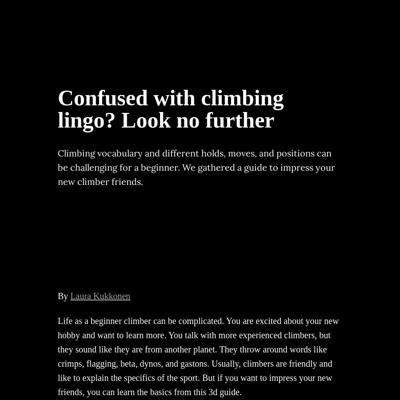 Confused with climbing
lingo? Look no further
Climbing vocabulary and different holds, moves, and positions can
be challenging for a beginner. We gathered a guide to impress your
new climber friends.
By Laura Kukkonen
Life as a beginner climber can be complicated. You are excited about your new
hobby and want to learn more. You talk with more experienced climbers, but
they sound like they are from another planet. They throw around words like
crimps, flagging, beta, dynos, and gastons. Usually, climbers are friendly and
like to explain the specifics of the sport. But if you want to impress your new
friends, you can learn the basics from this 3d guide.